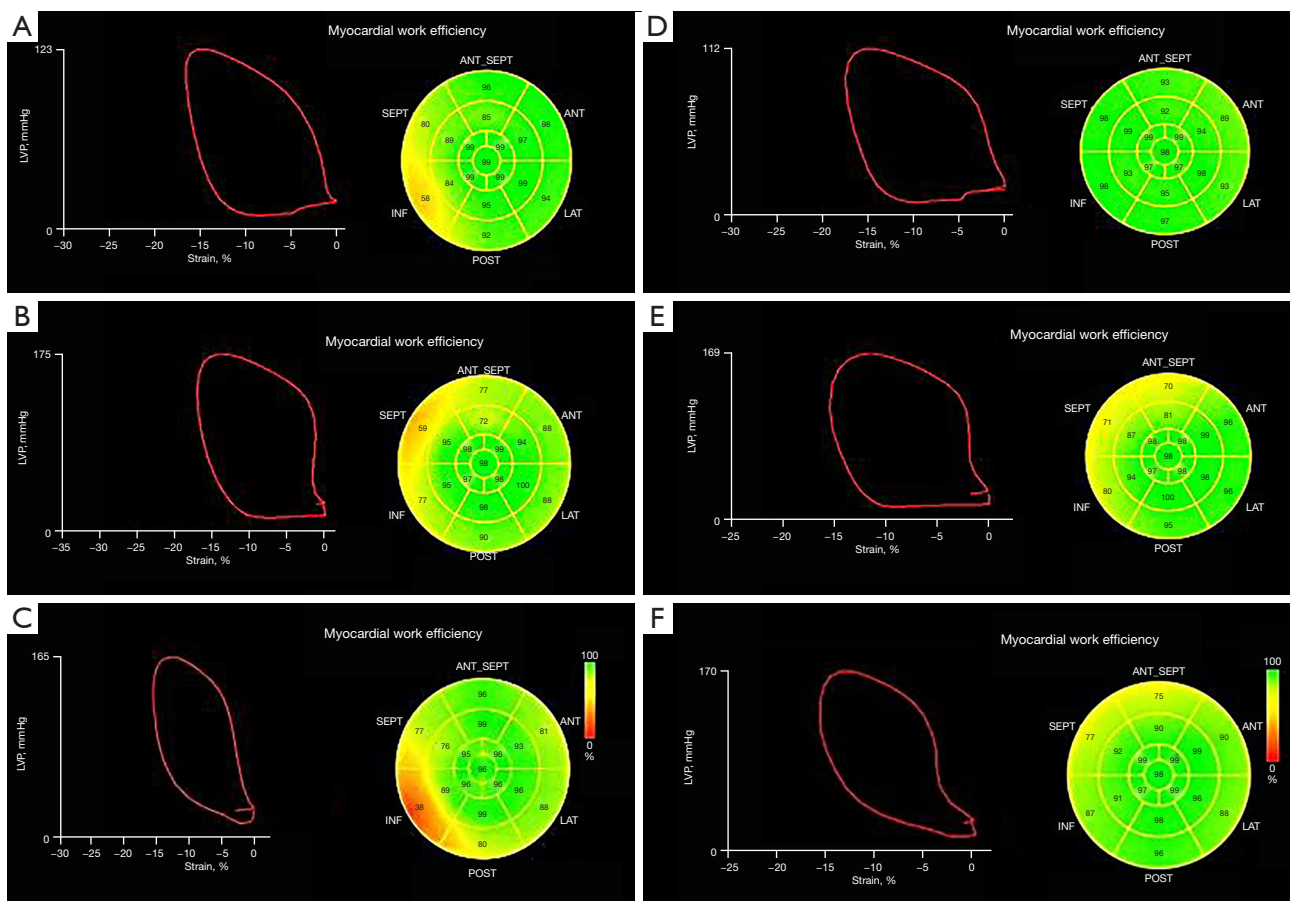 A
Myocardial work efficiency
123
0
LVP, mmHg
−30 −25 −20 −15 −10 −5 0
Strain, %
ANT_SEPT
SEPT
ANT
INF
LAT
POST
96
80 85 98
89 99 99 97
99
84 99 99 99
58 95 94
92
B
Myocardial work efficiency
175
0
LVP, mmHg
−35 −30 −25 −20 −15 −10 −5 0
Strain, %
ANT_SEPT
SEPT
ANT
INF
LAT
POST
77
59 72 88
95 98 99 94
98
95 97 98 100
77 98 88
90
C
Myocardial work efficiency
165
0
LVP, mmHg
−30 −25 −20 −15 −10 −5 0
Strain, %
ANT_SEPT
SEPT
ANT
INF
LAT
POST
96
77 99 81
76 95 96 93
96
89 96 96 96
38 99 88
80
100
0
%
D
Myocardial work efficiency
112
0
LVP, mmHg
−30 −25 −20 −15 −10 −5 0
Strain, %
ANT_SEPT
SEPT
ANT
INF
LAT
POST
93
98 92 89
99 99 99 94
98
93 97 97 98
98 95 93
97
E
Myocardial work efficiency
169
0
LVP, mmHg
−25 −20 −15 −10 −5 0
Strain, %
ANT_SEPT
SEPT
ANT
INF
LAT
POST
70
71 81 96
87 98 98 99
98
94 98 98 98
80 100 96
95
F
Myocardial work efficiency
170
0
LVP, mmHg
−25 −20 −15 −10 −5 0
Strain, %
ANT_SEPT
SEPT
ANT
INF
LAT
POST
75
77 90 90
92 99 99 99
98
91 97 99 96
87 98 88
96
100
0
%